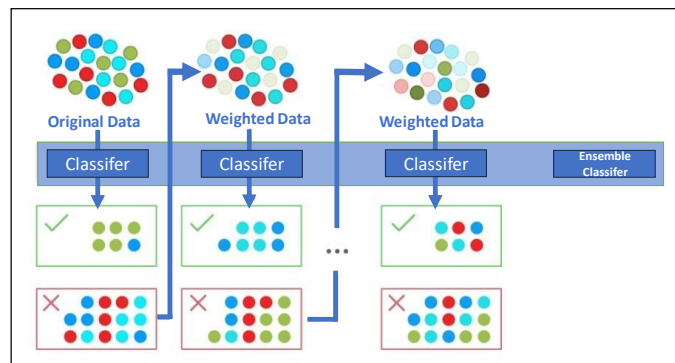 Original Data
Weighted Data
Weighted Data
Classifer
Classifer
Classifer
Ensemble
Classifer
...